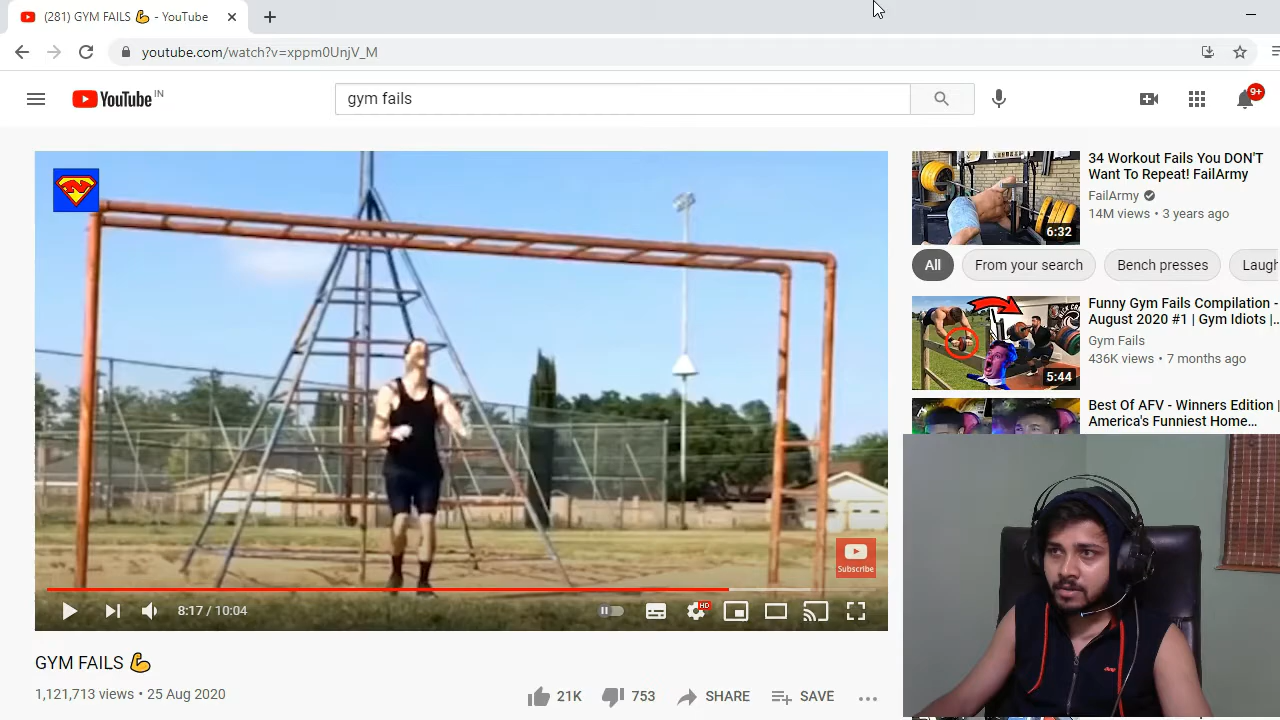 (281) GYM FAILS 💪 - YouTube
youtube.com/watch?v=xppm0UnjV_M
YouTube IN
gym fails
9+
N
Subscribe
8:17 / 10:04
HD
GYM FAILS 💪
1,121,713 views • 25 Aug 2020
21K
753
SHARE
SAVE
34 Workout Fails You DON'T
Want To Repeat! FailArmy
FailArmy
14M views • 3 years ago
6:32
All
From your search
Bench presses
Laugh
Funny Gym Fails Compilation -
August 2020 #1 | Gym Idiots |...
Gym Fails
436K views • 7 months ago
5:44
Best Of AFV - Winners Edition |
America's Funniest Home...